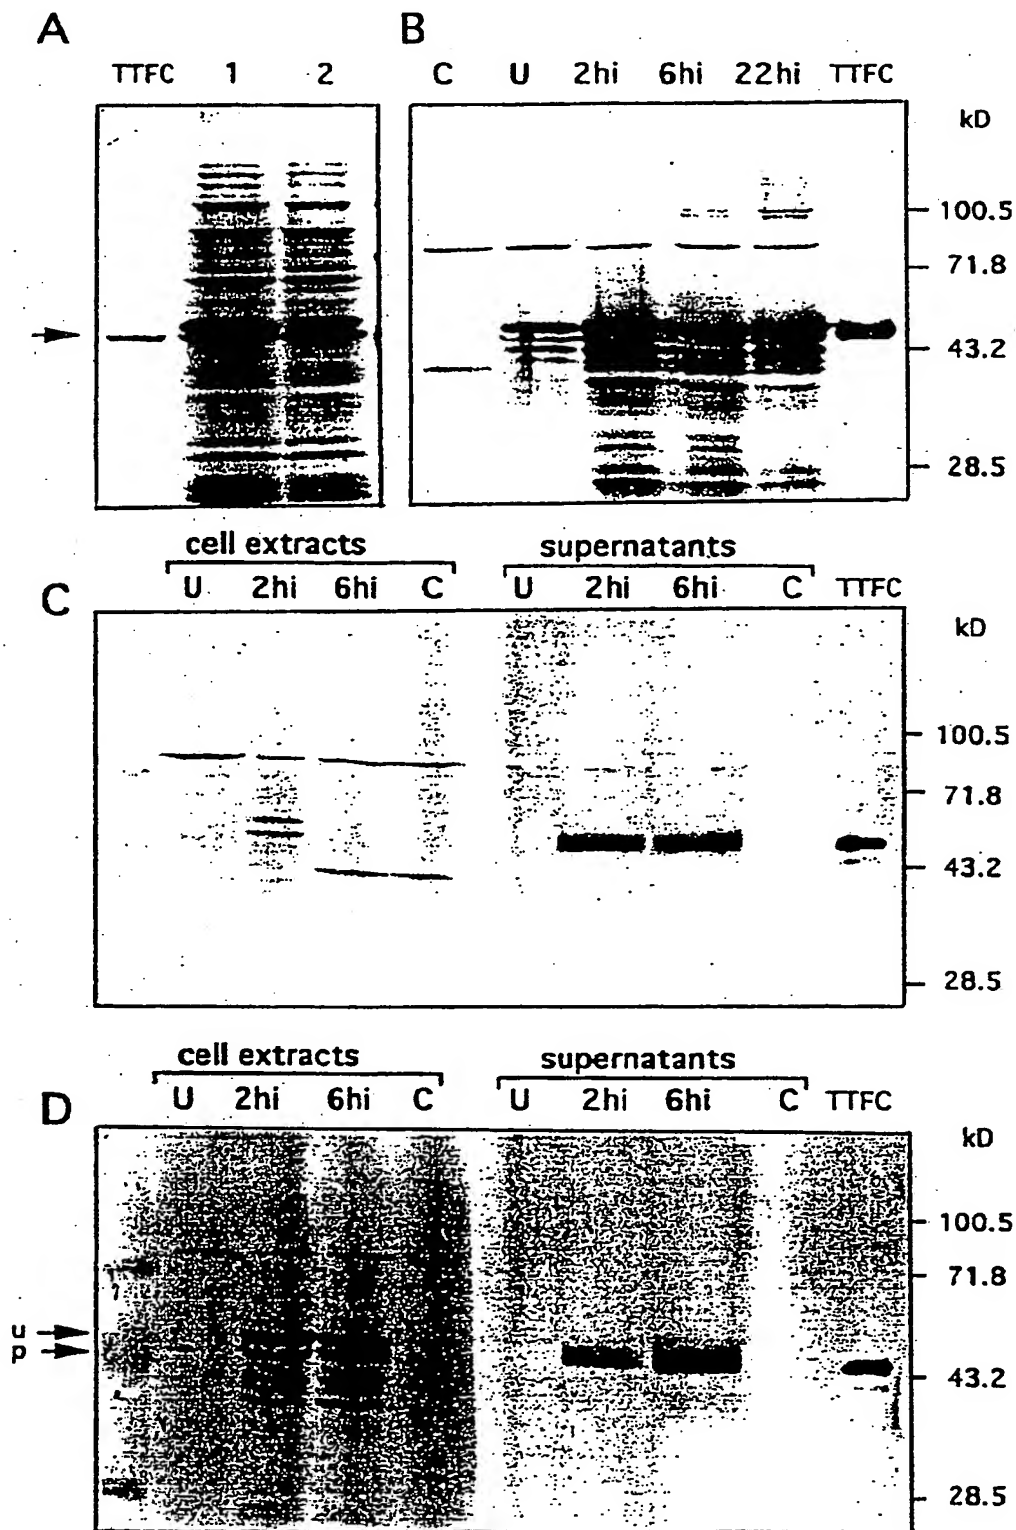 A
B
TTFC 1 2
C U 2hi 6hi 22hi TTFC
kD
100.5
71.8
43.2
28.5
cell extracts supernatants
C
U 2hi 6hi C U 2hi 6hi C TTFC
kD
100.5
71.8
43.2
28.5
cell extracts supernatants
D
U 2hi 6hi C U 2hi 6hi C TTFC
kD
100.5
71.8
u
p
43.2
28.5